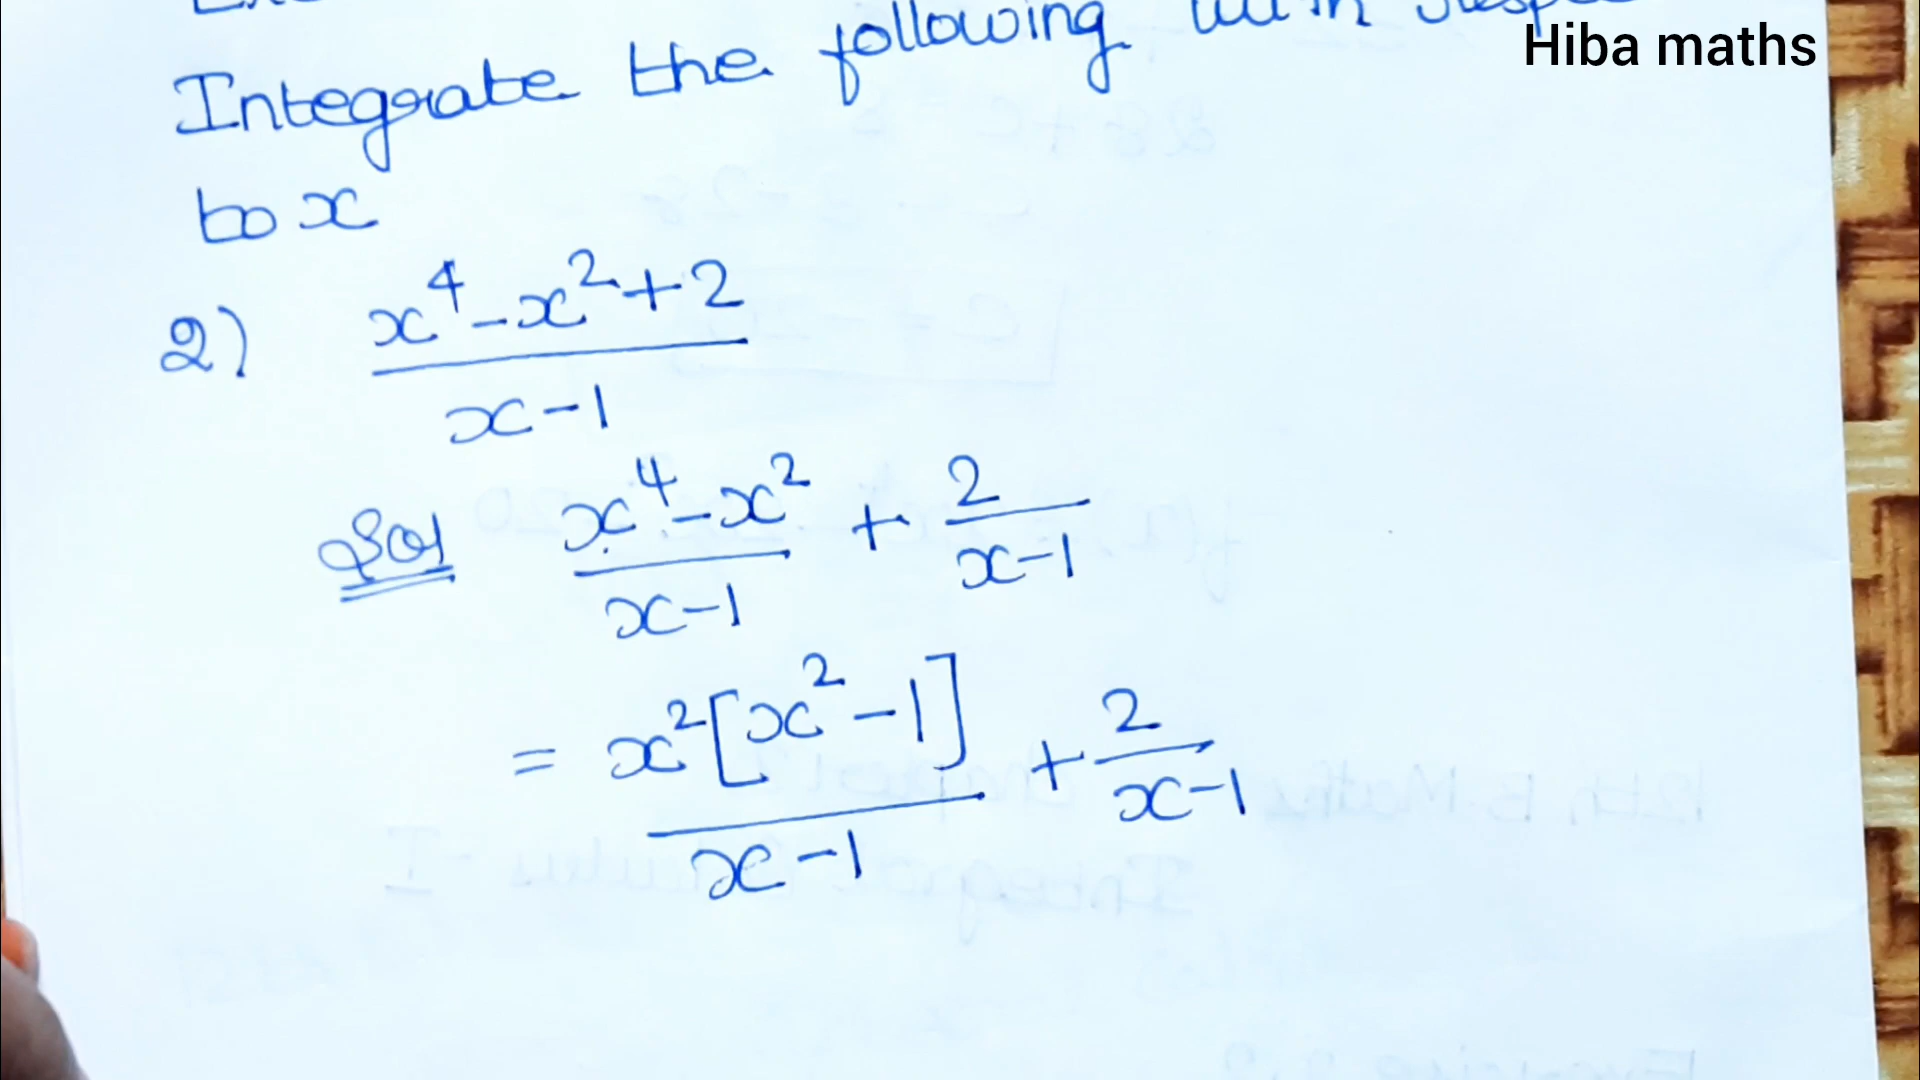 Hiba maths
Integrate the following with
to x
2) x⁴-x²+2 / x-1
Sol x⁴-x² / x-1 + 2 / x-1
= x²[x²-1] / x-1 + 2 / x-1